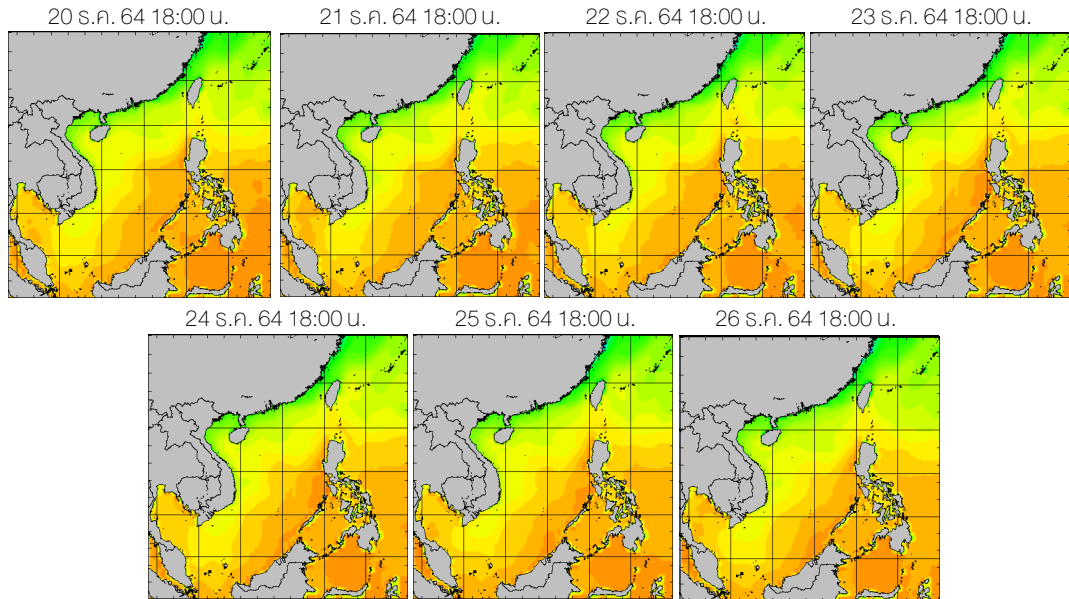 20 ธ.ค. 64 18:00 น.
21 ธ.ค. 64 18:00 น.
22 ธ.ค. 64 18:00 น.
23 ธ.ค. 64 18:00 น.
24 ธ.ค. 64 18:00 น.
25 ธ.ค. 64 18:00 น.
26 ธ.ค. 64 18:00 น.